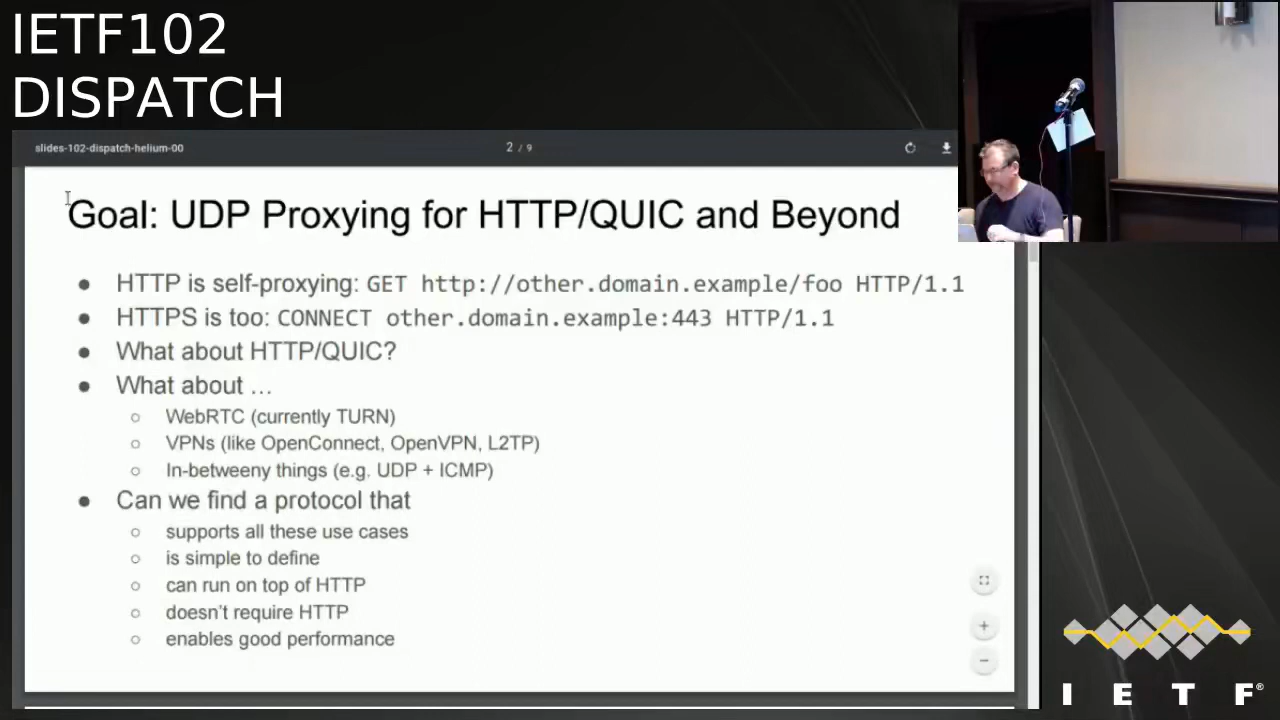 IETF102
DISPATCH
slides-102-dispatch-helium-00
2 / 9
Goal: UDP Proxying for HTTP/QUIC and Beyond
● HTTP is self-proxying: GET http://other.domain.example/foo HTTP/1.1
● HTTPS is too: CONNECT other.domain.example:443 HTTP/1.1
● What about HTTP/QUIC?
● What about …
○ WebRTC (currently TURN)
○ VPNs (like OpenConnect, OpenVPN, L2TP)
○ In-betweeny things (e.g. UDP + ICMP)
● Can we find a protocol that
○ supports all these use cases
○ is simple to define
○ can run on top of HTTP
○ doesn't require HTTP
○ enables good performance
I E T F®